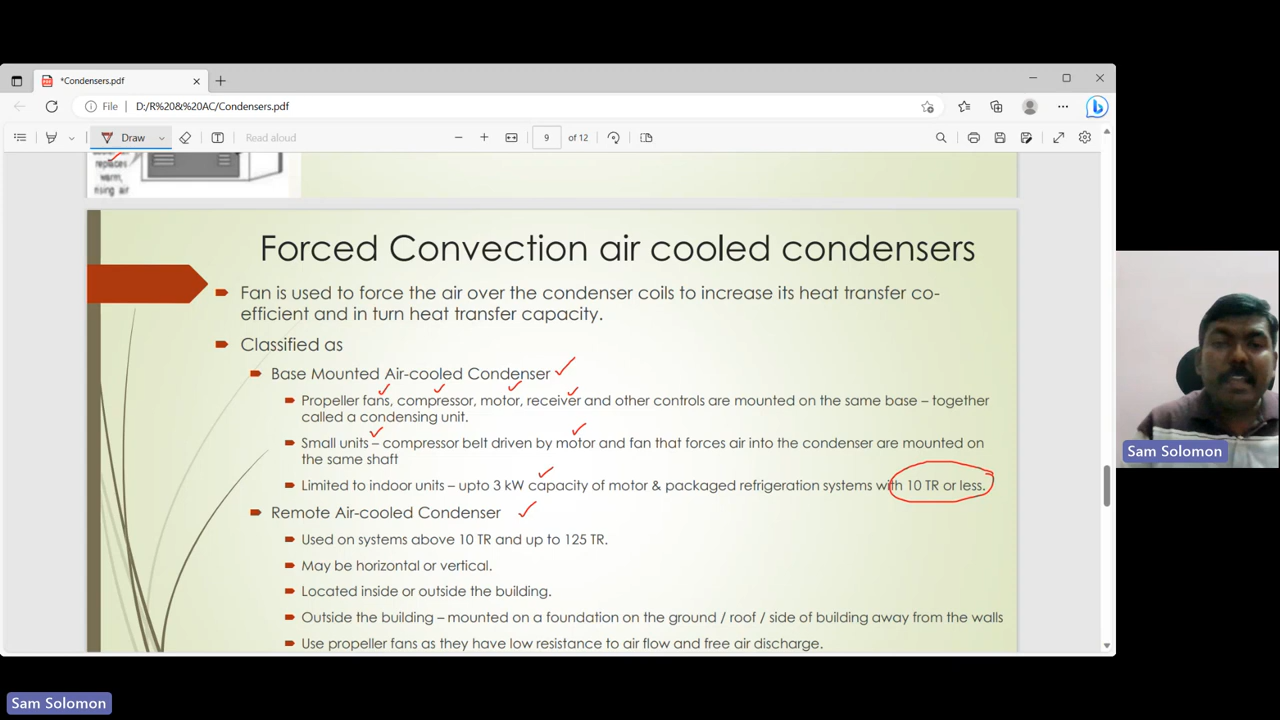 *Condensers.pdf
File
D:/R%20&%20AC/Condensers.pdf
Draw
Read aloud
9
of 12
replaces
warm,
rising air
Forced Convection air cooled condensers
Fan is used to force the air over the condenser coils to increase its heat transfer co-
efficient and in turn heat transfer capacity.
Classified as
Base Mounted Air-cooled Condenser
Propeller fans, compressor, motor, receiver and other controls are mounted on the same base – together
called a condensing unit.
Small units – compressor belt driven by motor and fan that forces air into the condenser are mounted on
the same shaft
Limited to indoor units – upto 3 kW capacity of motor & packaged refrigeration systems with 10 TR or less.
Remote Air-cooled Condenser
Used on systems above 10 TR and up to 125 TR.
May be horizontal or vertical.
Located inside or outside the building.
Outside the building – mounted on a foundation on the ground / roof / side of building away from the walls
Use propeller fans as they have low resistance to air flow and free air discharge.
Sam Solomon
Sam Solomon